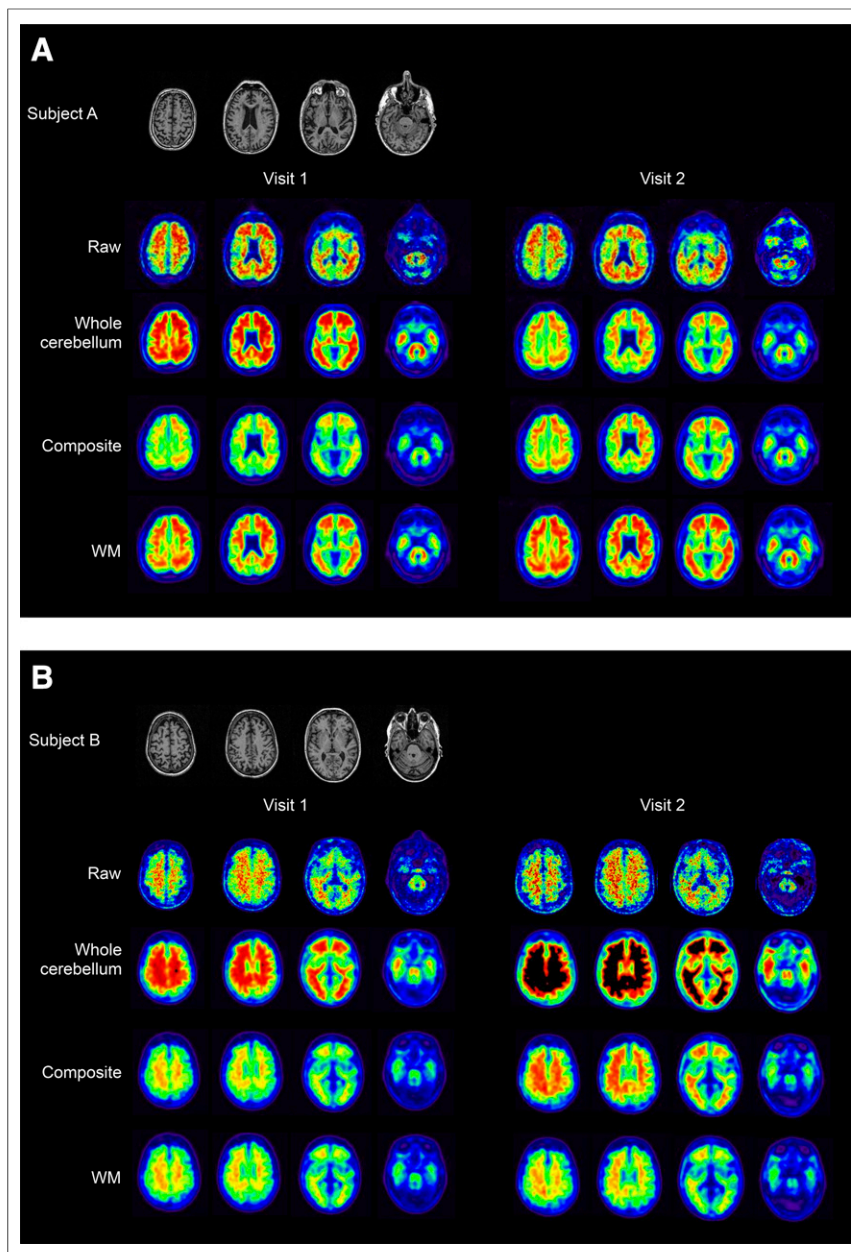 A
Subject A
Visit 1
Visit 2
Raw
Whole
cerebellum
Composite
WM
B
Subject B
Visit 1
Visit 2
Raw
Whole
cerebellum
Composite
WM